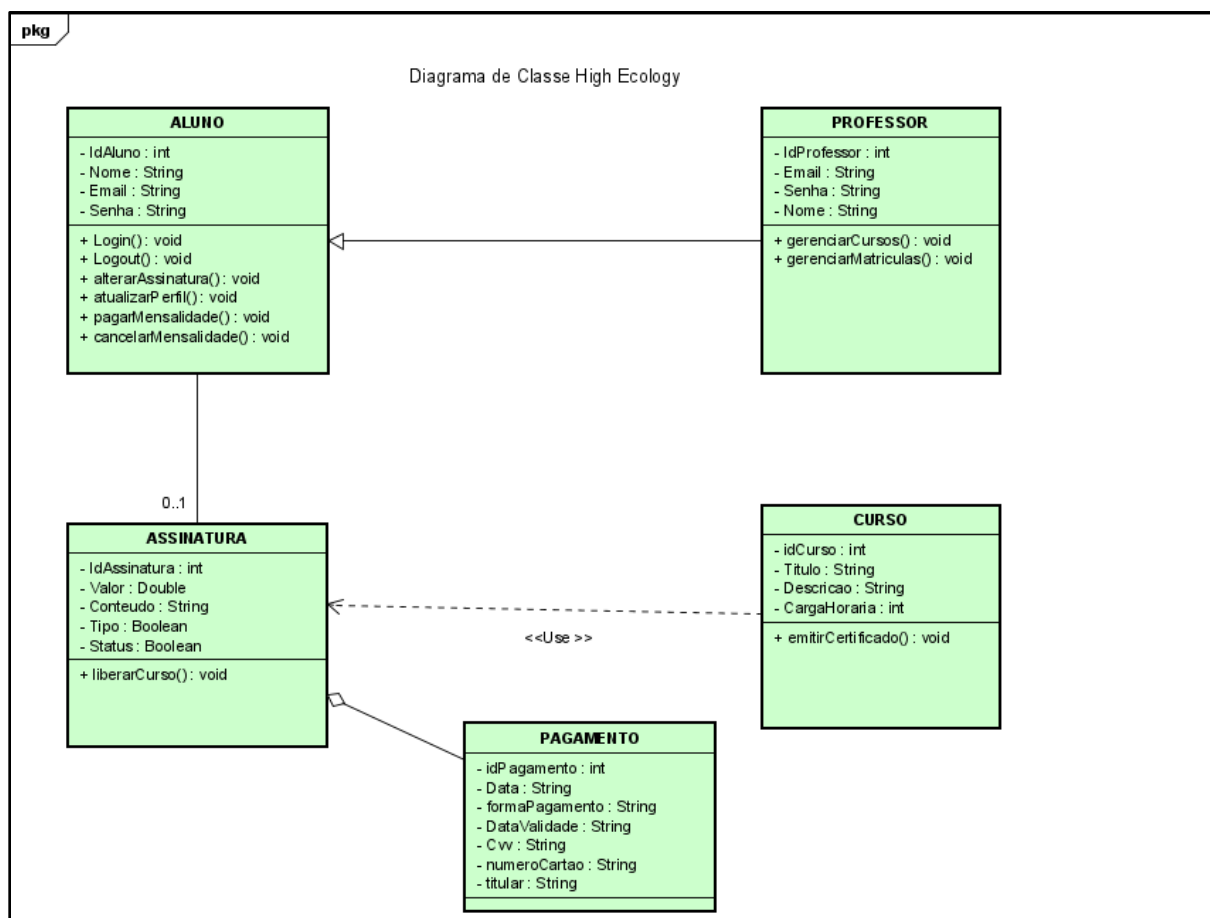 pkg
Diagrama de Classe High Ecology
ALUNO
- IdAluno : int
- Nome : String
- Email : String
- Senha : String
+ Login() : void
+ Logout() : void
+ alterarAssinatura() : void
+ atualizarPerfil() : void
+ pagarMensalidade() : void
+ cancelarMensalidade() : void
PROFESSOR
- IdProfessor : int
- Email : String
- Senha : String
- Nome : String
+ gerenciarCursos() : void
+ gerenciarMatriculas() : void
0..1
ASSINATURA
- IdAssinatura : int
- Valor : Double
- Conteudo : String
- Tipo : Boolean
- Status : Boolean
+ liberarCurso() : void
<<Use >>
CURSO
- idCurso : int
- Titulo : String
- Descricao : String
- CargaHoraria : int
+ emitirCertificado() : void
PAGAMENTO
- idPagamento : int
- Data : String
- formaPagamento : String
- DataValidade : String
- Cvv : String
- numeroCartao : String
- titular : String